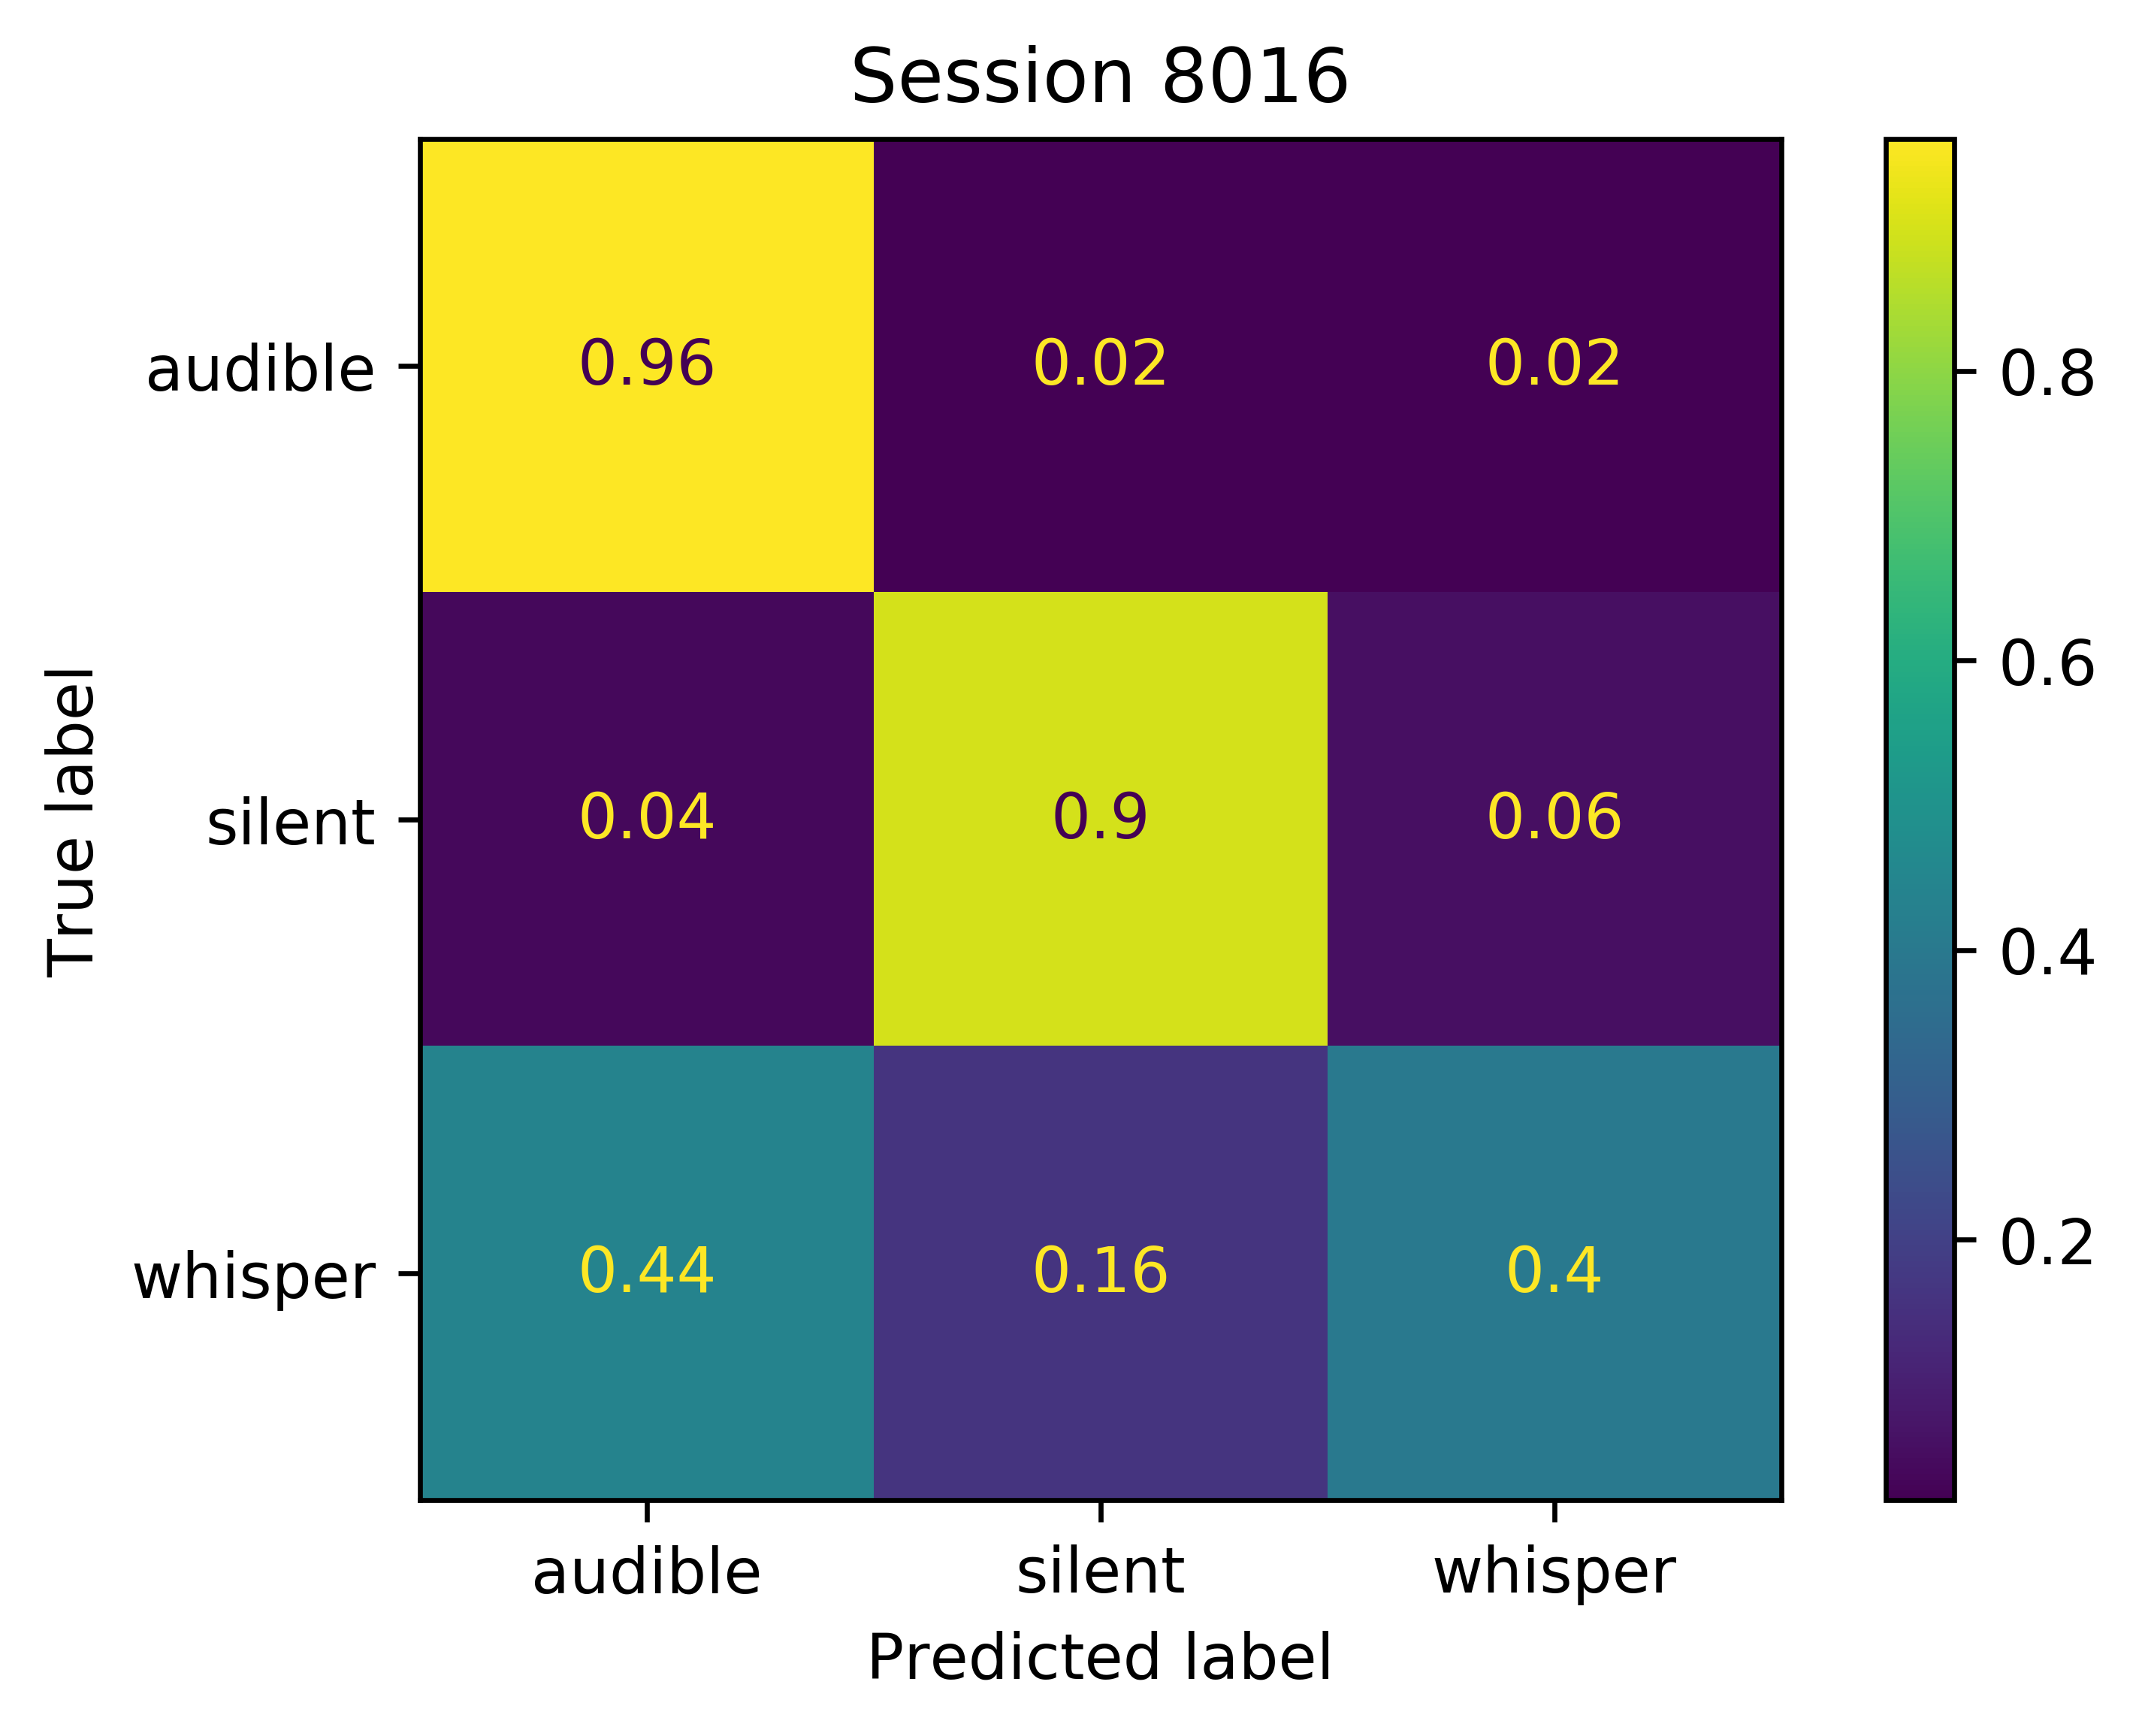 Session 8016
True label
audible
0.96 0.02 0.02
silent
0.04 0.9 0.06
whisper
0.44 0.16 0.4
audible silent whisper
Predicted label
0.8
0.6
0.4
0.2